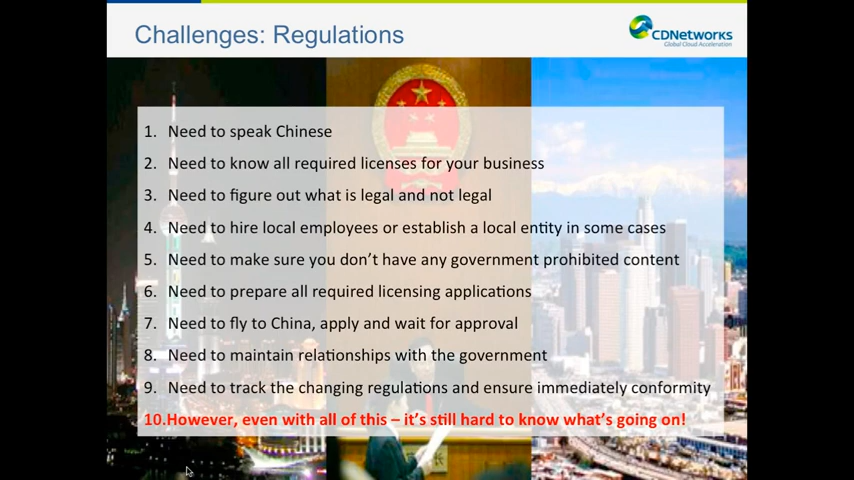 Challenges: Regulations
CDNetworks
Global Cloud Acceleration
1. Need to speak Chinese
2. Need to know all required licenses for your business
3. Need to figure out what is legal and not legal
4. Need to hire local employees or establish a local entity in some cases
5. Need to make sure you don't have any government prohibited content
6. Need to prepare all required licensing applications
7. Need to fly to China, apply and wait for approval
8. Need to maintain relationships with the government
9. Need to track the changing regulations and ensure immediately conformity
10.However, even with all of this – it's still hard to know what's going on!